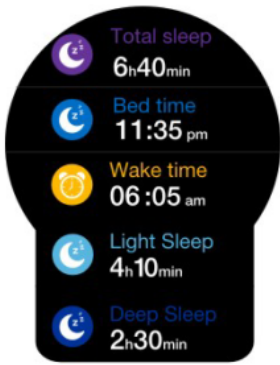 Total sleep
6h40min
Bed time
11:35 pm
Wake time
06:05 am
Light Sleep
4h10min
Deep Sleep
2h30min